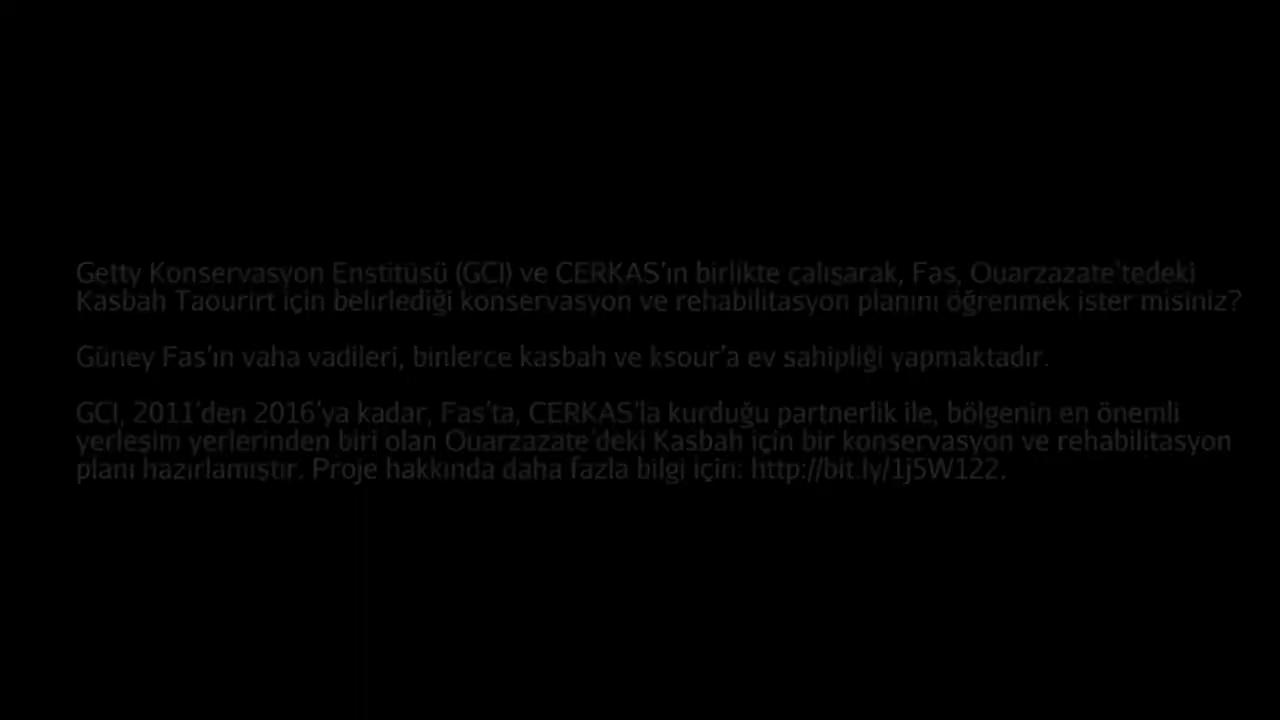 Getty Konservasyon Enstitüsü (GCI) ve CERKAS'ın birlikte çalışarak, Fas, Ouarzazate'tedeki
Kasbah Taourirt için belirlediği konservasyon ve rehabilitasyon planını öğrenmek ister misiniz?
Güney Fas'ın vaha vadileri, binlerce kasbah ve ksour'a ev sahipliği yapmaktadır.
GCI, 2011'den 2016'ya kadar, Fas'ta, CERKAS'la kurduğu partnerlik ile, bölgenin en önemli
yerleşim yerlerinden biri olan Ouarzazate'deki Kasbah için bir konservasyon ve rehabilitasyon
planı hazırlamıştır. Proje hakkında daha fazla bilgi için: http://bit.ly/1j5W122.